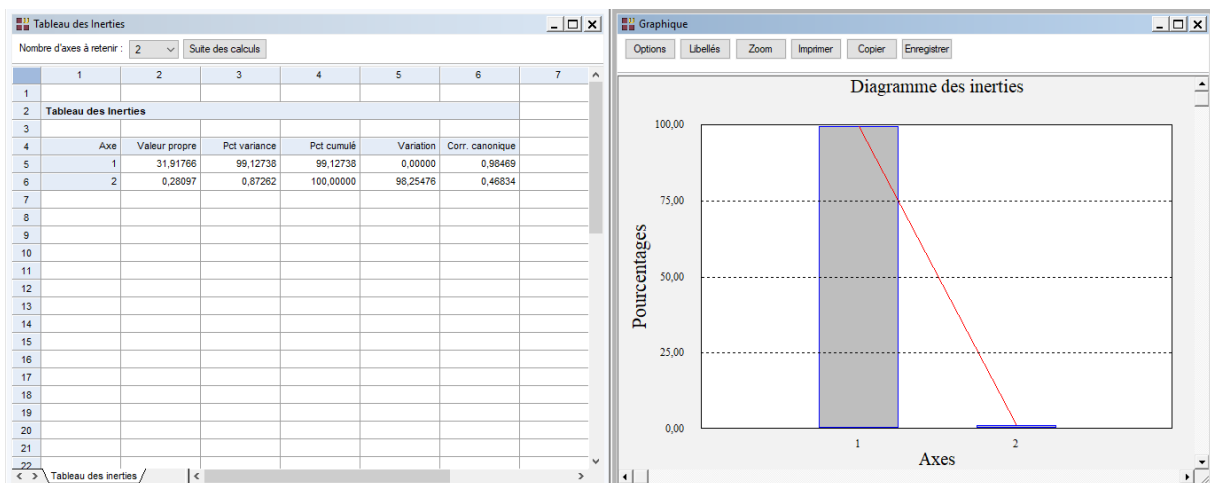 Tableau des Inerties
Nombre d'axes à retenir : 2 Suite des calculs
1 2 3 4 5 6 7
1
2 Tableau des Inerties
3
4 Axe Valeur propre Pct variance Pct cumulé Variation Corr. canonique
5 1 31,91766 99,12738 99,12738 0,00000 0,98469
6 2 0,28097 0,87262 100,00000 98,25476 0,46834
7
8
9
10
11
12
13
14
15
16
17
18
19
20
21
22
Tableau des inerties
Graphique
Options Libellés Zoom Imprimer Copier Enregistrer
Diagramme des inerties
100,00
75,00
50,00
25,00
0,00
Pourcentages
1 2
Axes